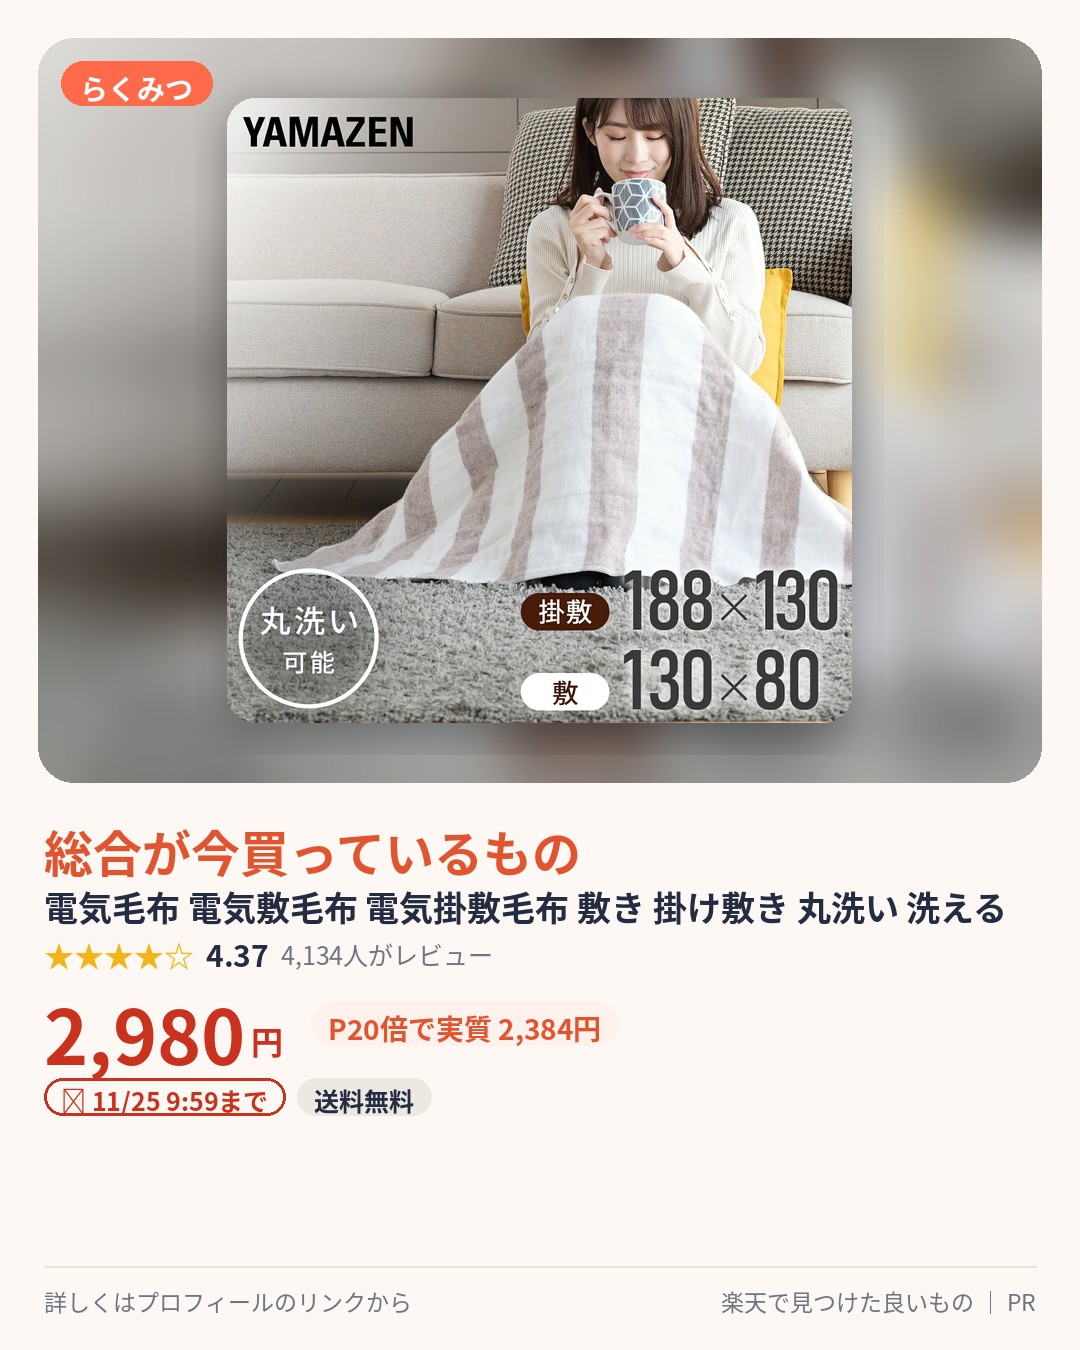 らくみつ
YAMAZEN
丸洗い
可能
掛敷 188×130
敷 130×80
総合が今買っているもの
電気毛布 電気敷毛布 電気掛敷毛布 敷き 掛け敷き 丸洗い 洗える
★★★★☆ 4.37 4,134人がレビュー
2,980円 P20倍で実質 2,384円
11/25 9:59まで 送料無料
詳しくはプロフィールのリンクから
楽天で見つけた良いもの | PR